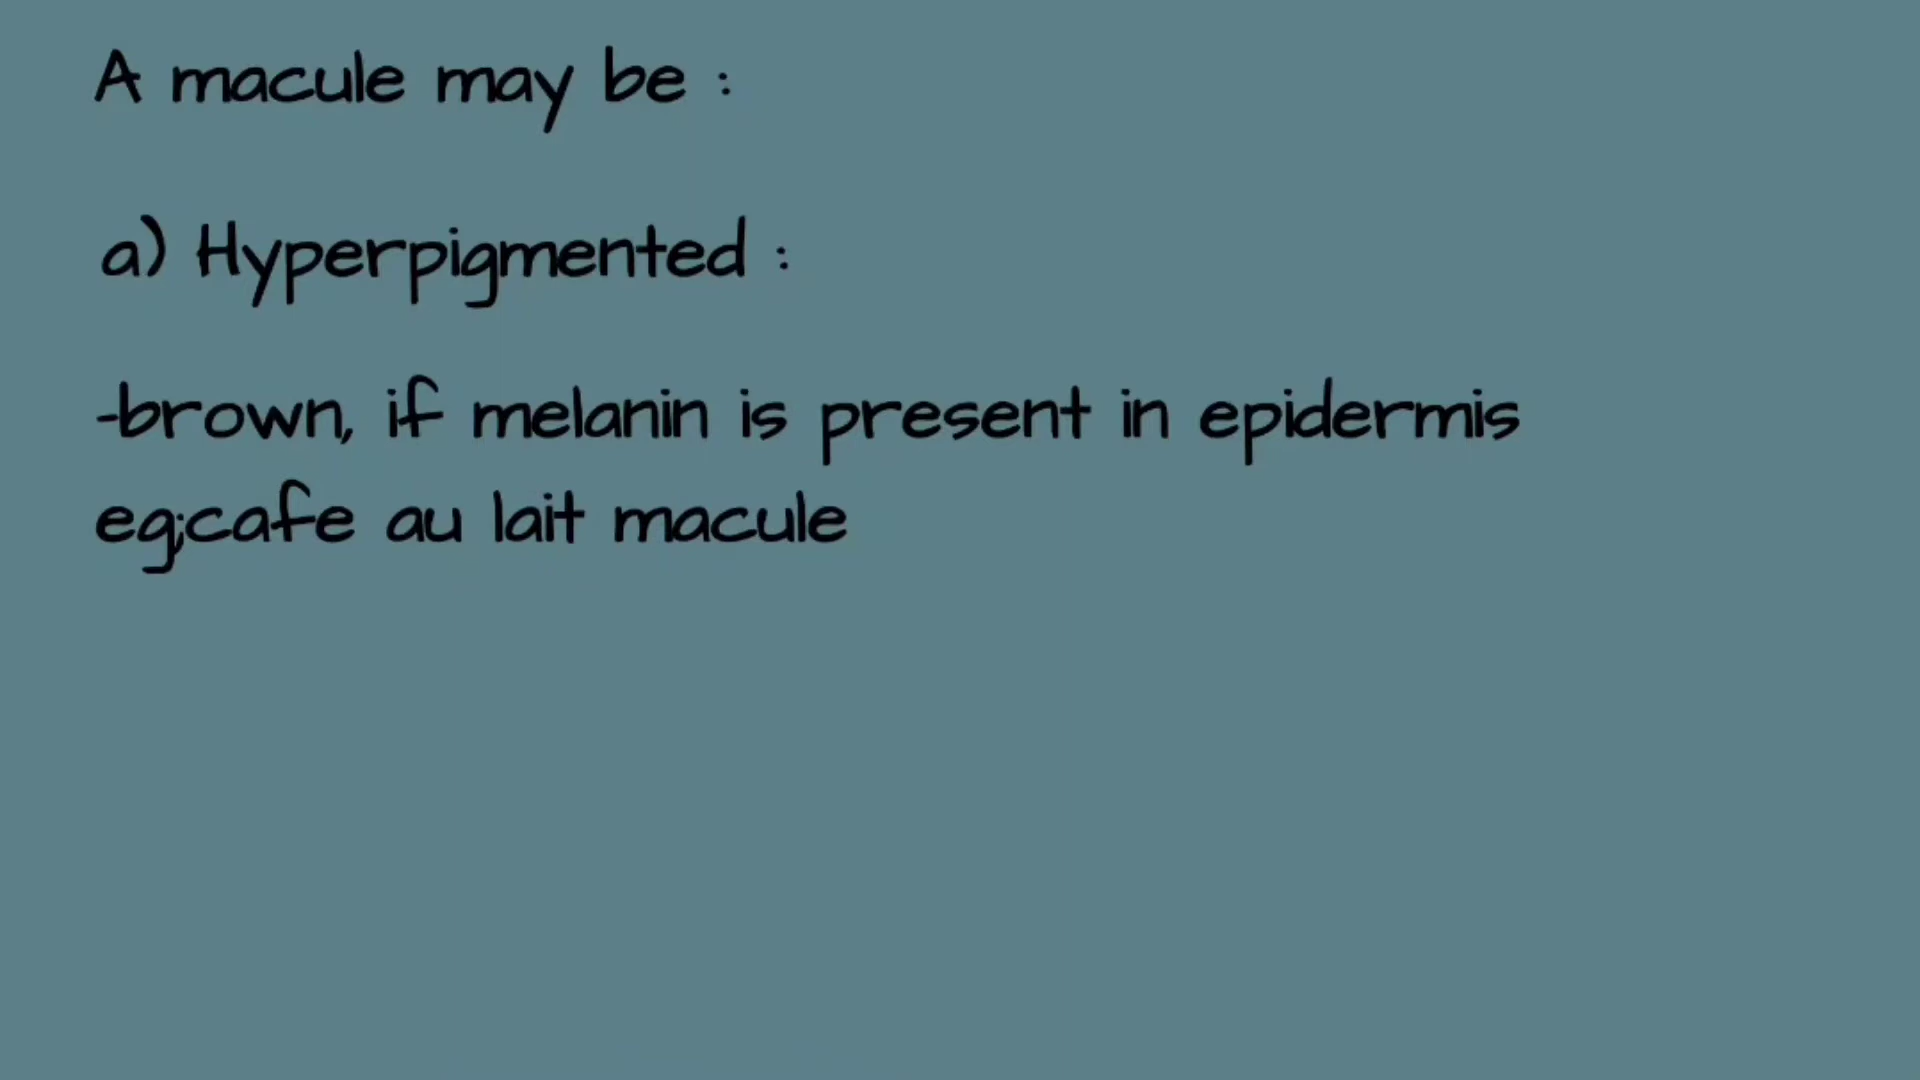 A macule may be :
a) Hyperpigmented :
-brown, if melanin is present in epidermis
eg;cafe au lait macule